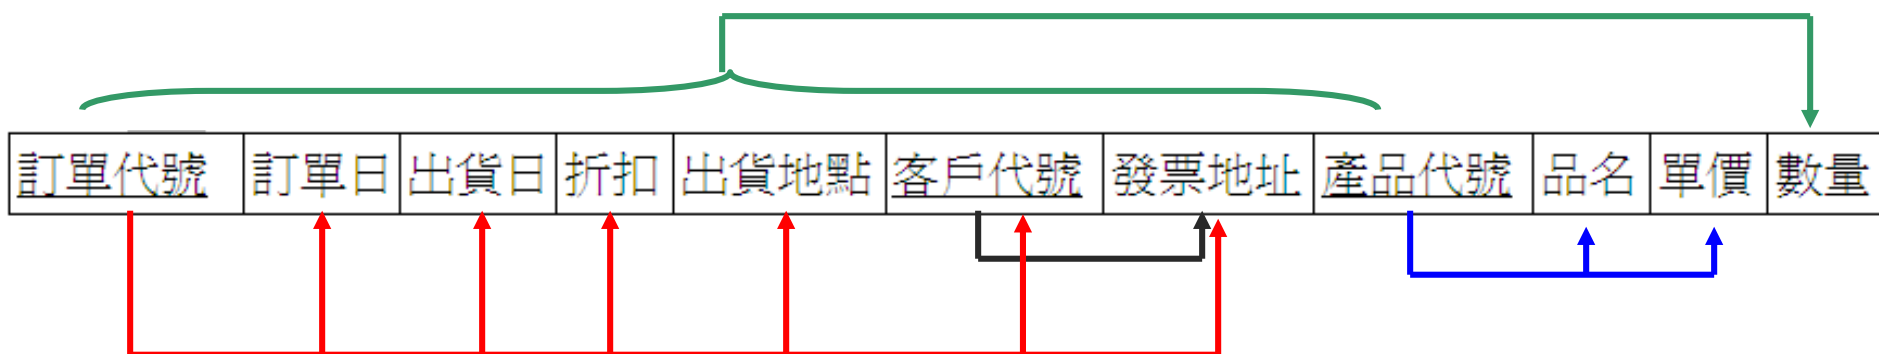 訂單代號 訂單日 出貨日 折扣 出貨地點 客戶代號 發票地址 產品代號 品名 單價 數量